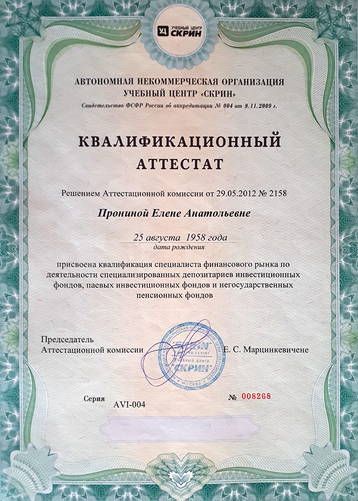 УЧЕБНЫЙ ЦЕНТР
СКРИН
АВТОНОМНАЯ НЕКОММЕРЧЕСКАЯ ОРГАНИЗАЦИЯ
УЧЕБНЫЙ ЦЕНТР «СКРИН»
Свидетельство ФСФР России об аккредитации № 004 от 9.11.2009 г.
КВАЛИФИКАЦИОННЫЙ
АТТЕСТАТ
Решением Аттестационной комиссии от 29.05.2012 № 2158
Прониной Елене Анатольевне
25 августа 1958 года
дата рождения
присвоена квалификация специалиста финансового рынка по
деятельности специализированных депозитариев инвестиционных
фондов, паевых инвестиционных фондов и негосударственных
пенсионных фондов
Председатель
Аттестационной комиссии Е. С. Марцинкевичене
"СКРИН"
Серия AVI-004 № 008268